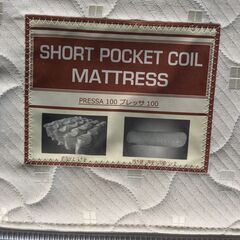 SHORT POCKET COIL
MATTRESS
PRESSA 100 プレッサ 100